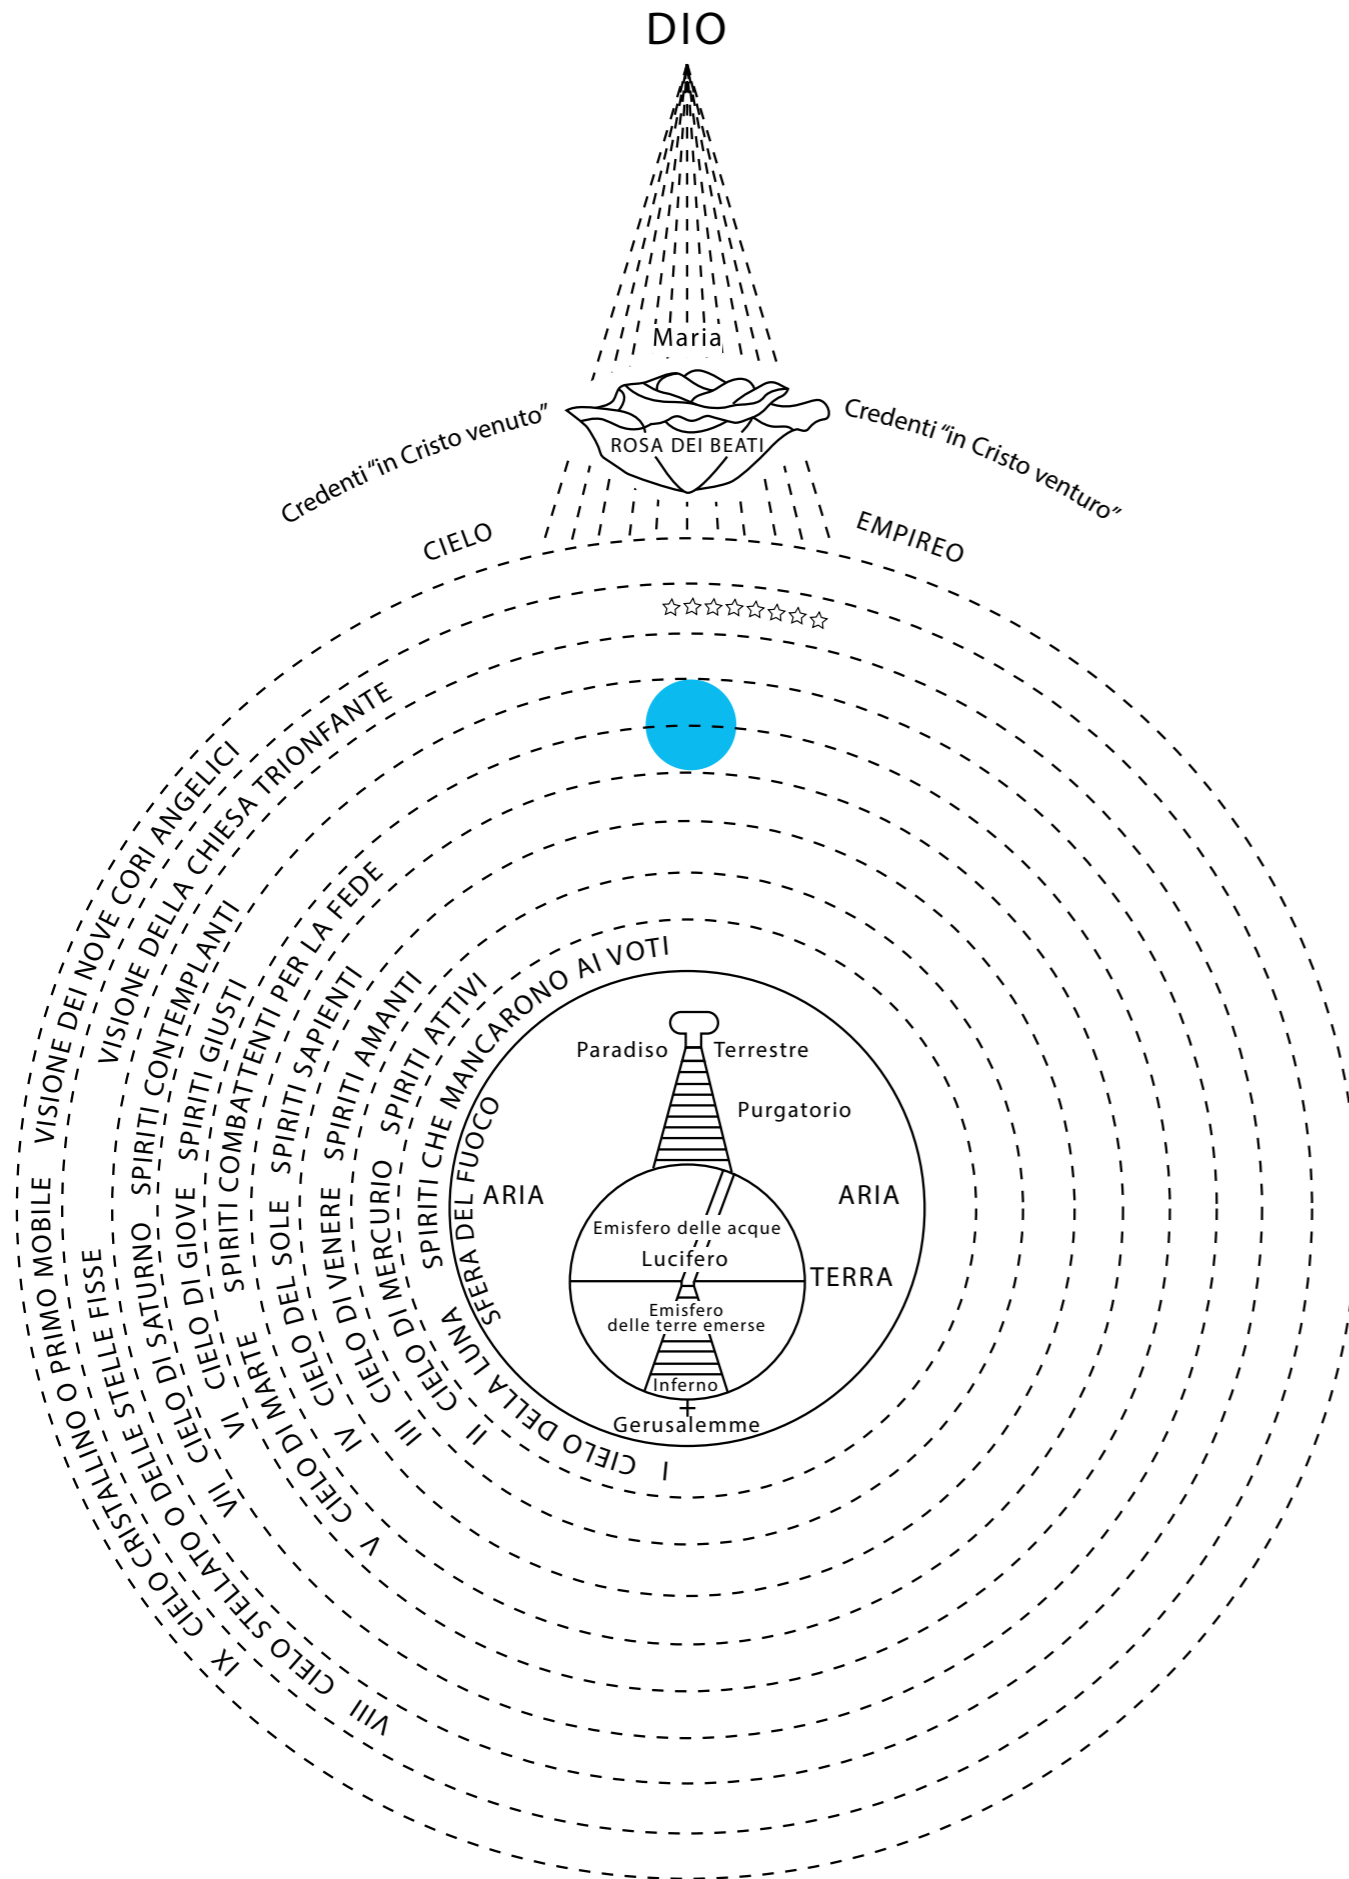 DIO
Maria
ROSA DEI BEATI
Credenti “in Cristo venuto”
Credenti “in Cristo venturo”
CIELO
EMPIREO
IX CIELO CRISTALLINO O PRIMO MOBILE VISIONE DEI NOVE CORI ANGELICI
VIII CIELO STELLATO O DELLE STELLE FISSE VISIONE DELLA CHIESA TRIONFANTE
VII CIELO DI SATURNO SPIRITI CONTEMPLANTI
VI CIELO DI GIOVE SPIRITI GIUSTI
V CIELO DI MARTE SPIRITI COMBATTENTI PER LA FEDE
IV CIELO DEL SOLE SPIRITI SAPIENTI
III CIELO DI VENERE SPIRITI AMANTI
II CIELO DI MERCURIO SPIRITI ATTIVI
I CIELO DELLA LUNA SPIRITI CHE MANCARONO AI VOTI
SFERA DEL FUOCO
Paradiso Terrestre
Purgatorio
ARIA
ARIA
Emisfero delle acque
Lucifero
TERRA
Emisfero
delle terre emerse
Inferno
Gerusalemme